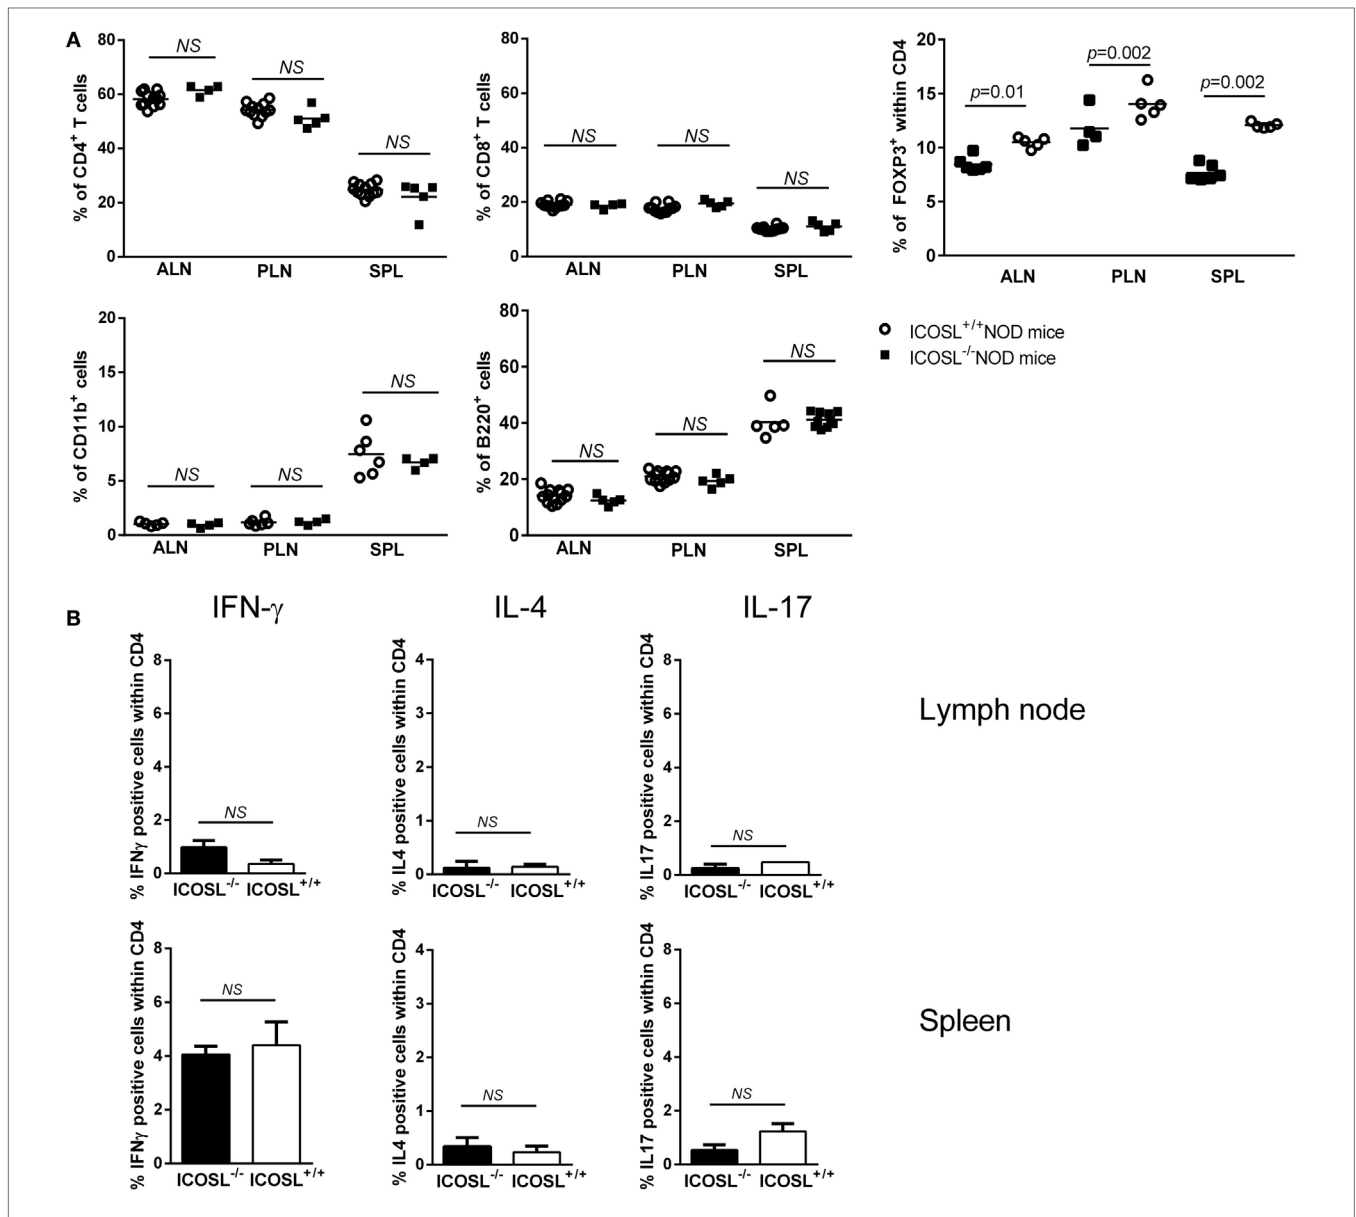 A
% of CD4+ T cells
80
60
40
20
0
NS
NS
NS
ALN PLN SPL
% of CD8+ T cells
80
60
40
20
0
NS
NS
NS
ALN PLN SPL
% of FOXP3+ within CD4
20
15
10
5
0
p=0.01
p=0.002
p=0.002
ALN PLN SPL
% of CD11b+ cells
20
15
10
5
0
NS
NS
NS
ALN PLN SPL
% of B220+ cells
80
60
40
20
0
NS
NS
NS
ALN PLN SPL
ICOSL+/+NOD mice
ICOSL-/-NOD mice
B
IFN-γ IL-4 IL-17
% IFNγ positive cells within CD4
8
6
4
2
0
NS
ICOSL-/- ICOSL+/+
% IL4 positive cells within CD4
4
3
2
1
0
NS
ICOSL-/- ICOSL+/+
% IL17 positive cells within CD4
8
6
4
2
0
NS
ICOSL-/- ICOSL+/+
Lymph node
% IFNγ positive cells within CD4
8
6
4
2
0
NS
ICOSL-/- ICOSL+/+
% IL4 positive cells within CD4
4
3
2
1
0
NS
ICOSL-/- ICOSL+/+
% IL17 positive cells within CD4
8
6
4
2
0
NS
ICOSL-/- ICOSL+/+
Spleen